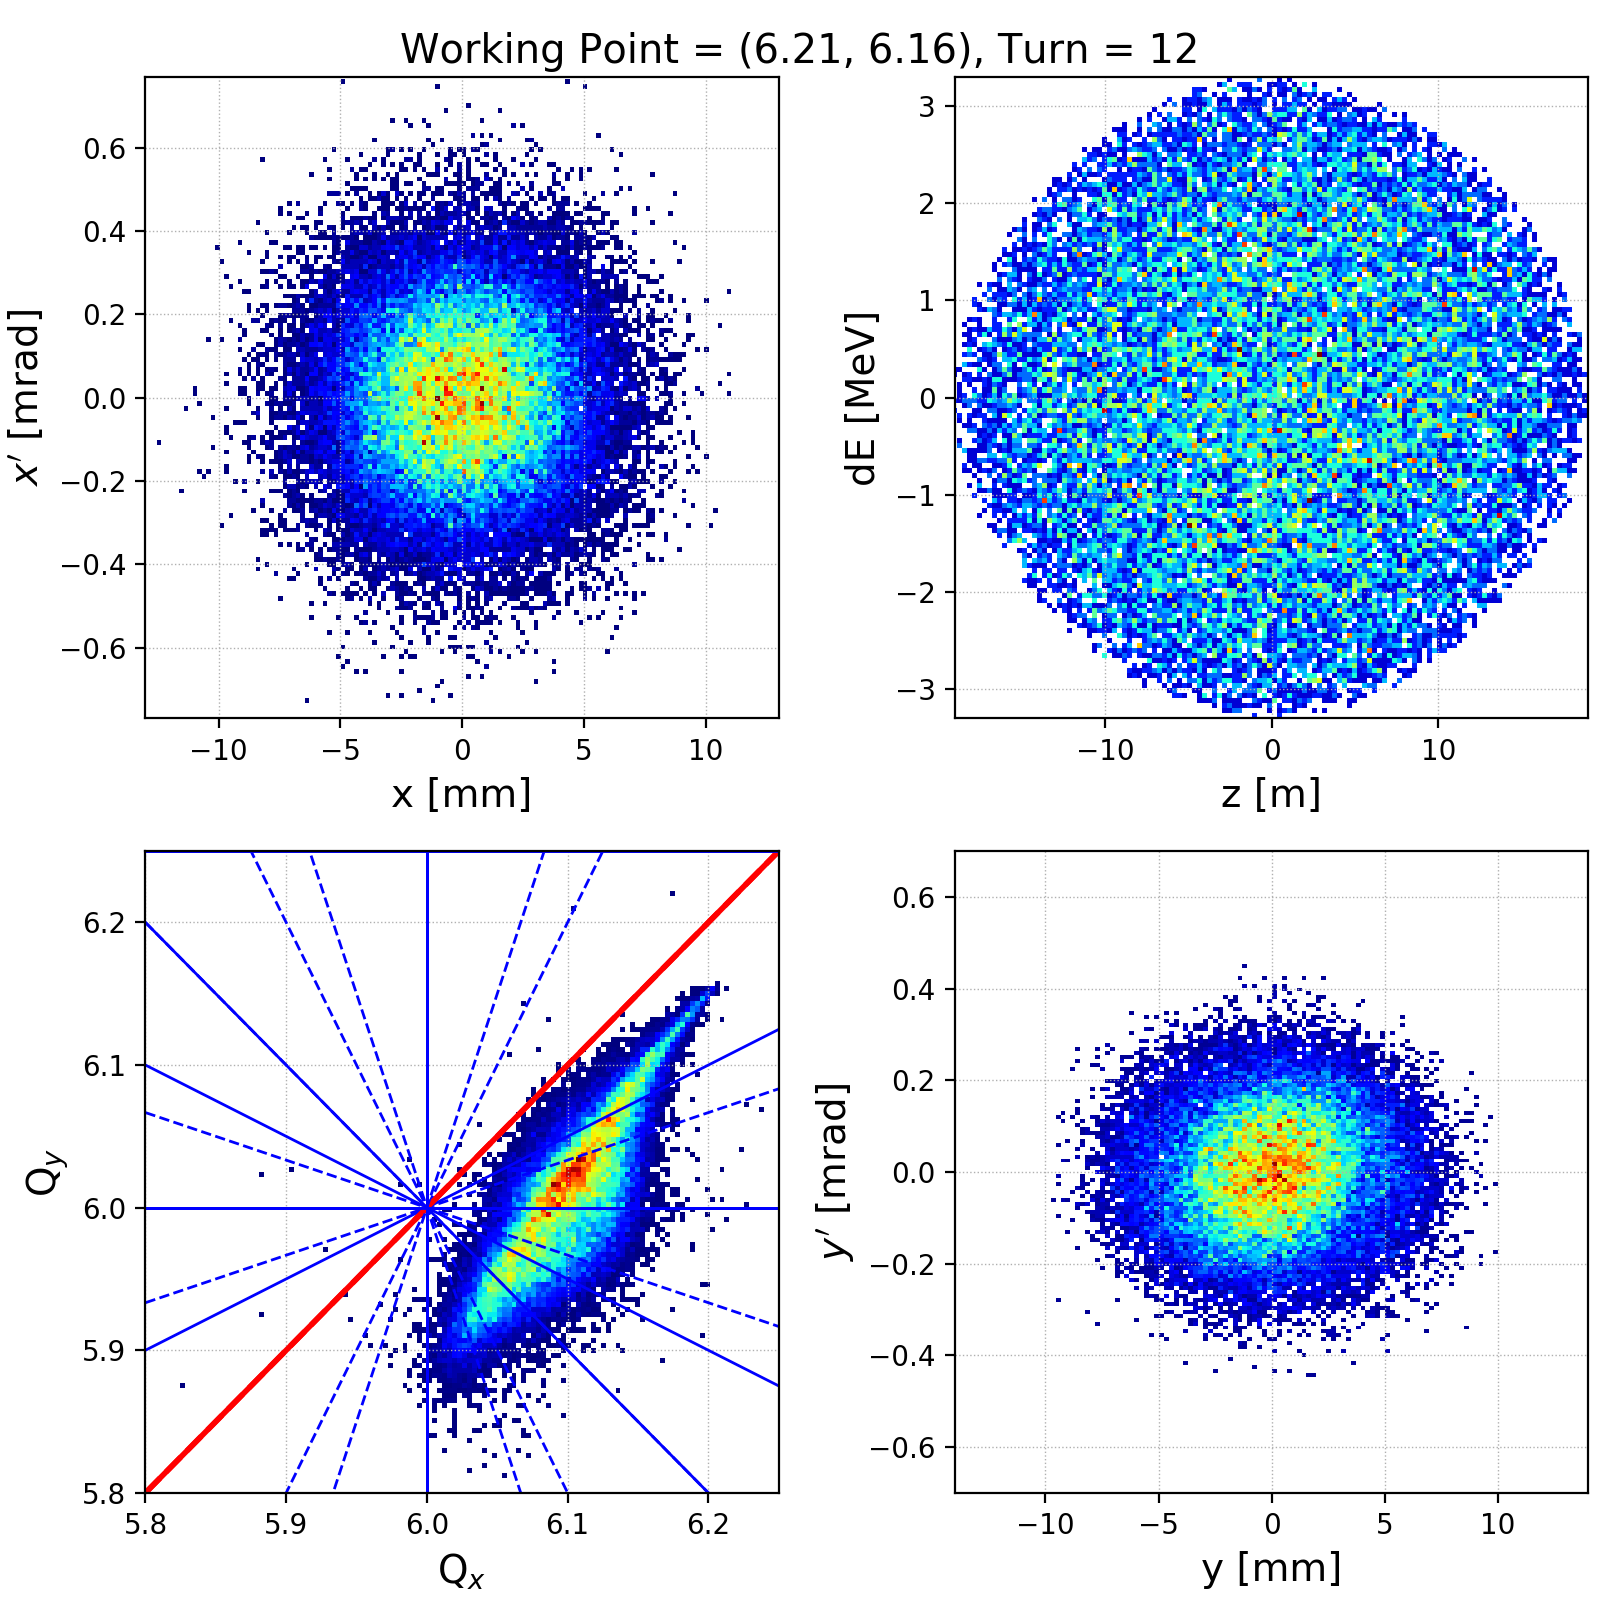 Working Point = (6.21, 6.16), Turn = 12
0.6
0.4
0.2
0.0
−0.2
−0.4
−0.6
x′ [mrad]
−10 −5 0 5 10
x [mm]
3
2
1
0
−1
−2
−3
dE [MeV]
−10 0 10
z [m]
6.2
6.1
6.0
5.9
5.8
Qy
5.8 5.9 6.0 6.1 6.2
Qx
0.6
0.4
0.2
0.0
−0.2
−0.4
−0.6
y′ [mrad]
−10 −5 0 5 10
y [mm]